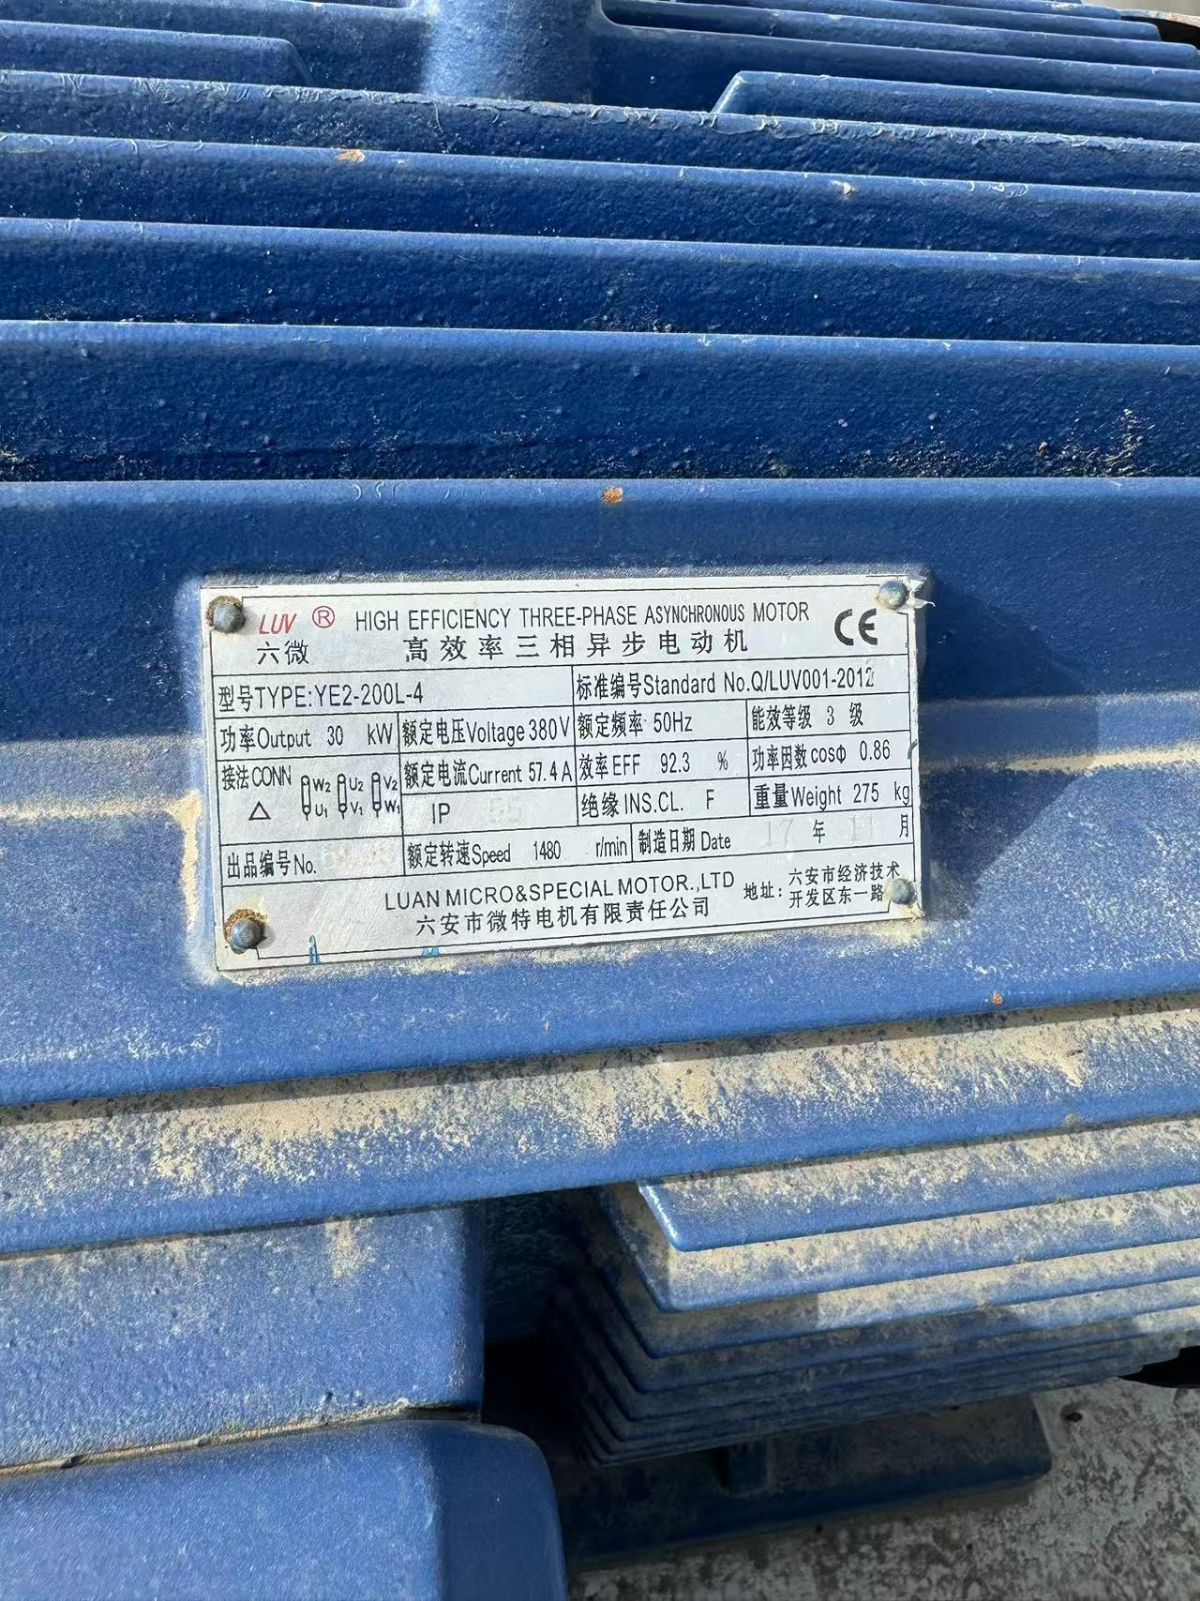 LUV ® HIGH EFFICIENCY THREE-PHASE ASYNCHRONOUS MOTOR CE
六微 高效率三相异步电动机
型号TYPE:YE2-200L-4 标准编号Standard No.Q/LUV001-2012
功率Output 30 kW 额定电压Voltage 380V 额定频率 50Hz 能效等级 3 级
接法CONN △ W2 U2 V2 U1 V1 W1 额定电流Current 57.4A 效率EFF 92.3 % 功率因数cosΦ 0.86
IP 55 绝缘INS.CL. F 重量Weight 275 kg
出品编号No. 额定转速Speed 1480 r/min 制造日期Date 17 年 11 月
LUAN MICRO&SPECIAL MOTOR.,LTD 地址: 六安市经济技术
六安市微特电机有限责任公司 开发区东一路